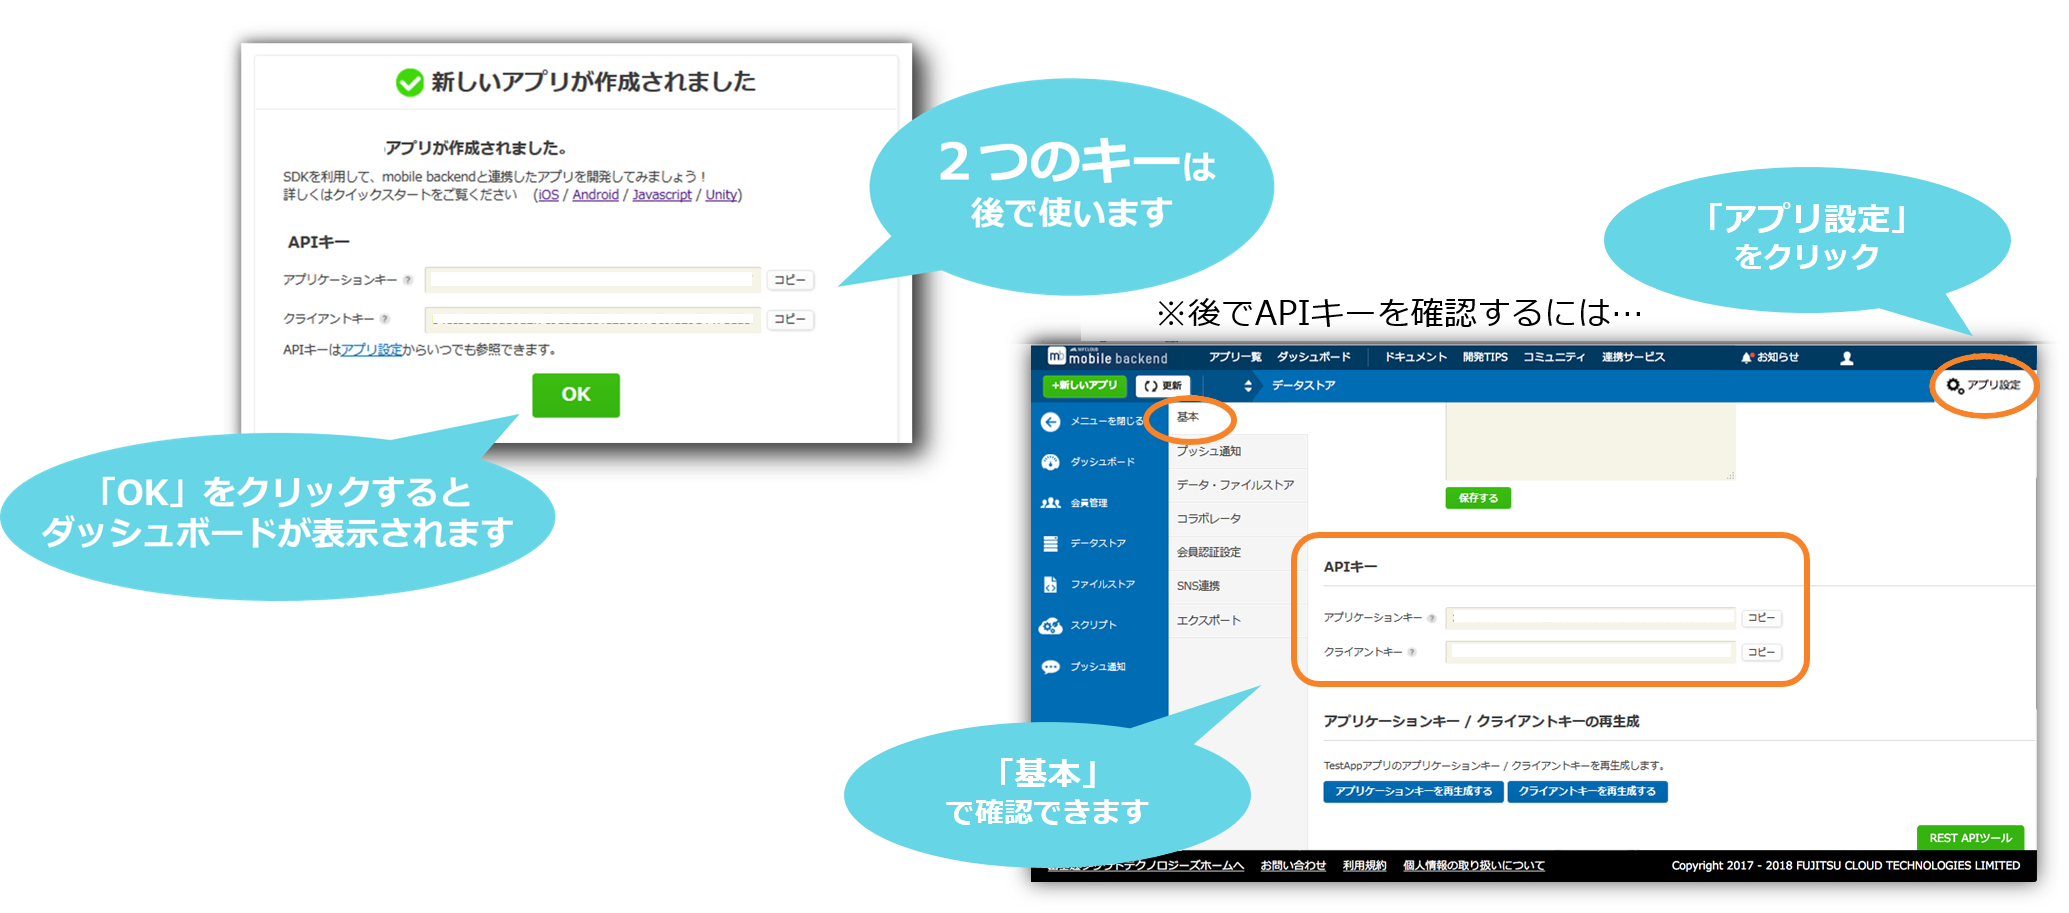 新しいアプリが作成されました
アプリが作成されました。
SDKを利用して、mobile backendと連携したアプリを開発してみましょう！
詳しくはクイックスタートをご覧ください　(iOS / Android / Javascript / Unity)
APIキー
アプリケーションキー ?
コピー
クライアントキー ?
コピー
APIキーはアプリ設定からいつでも参照できます。
OK
２つのキーは
後で使います
「OK」をクリックすると
ダッシュボードが表示されます
「アプリ設定」
をクリック
※後でAPIキーを確認するには…
mb mobile backend
アプリ一覧 ダッシュボード ドキュメント 開発TIPS コミュニティ 連携サービス お知らせ
+新しいアプリ 更新 データストア アプリ設定
メニューを閉じる
ダッシュボード
会員管理
データストア
ファイルストア
スクリプト
プッシュ通知
基本
プッシュ通知
データ・ファイルストア
コラボレータ
会員認証設定
SNS連携
エクスポート
保存する
APIキー
アプリケーションキー ?
コピー
クライアントキー ?
コピー
アプリケーションキー / クライアントキーの再生成
TestAppアプリのアプリケーションキー / クライアントキーを再生成します。
アプリケーションキーを再生成する クライアントキーを再生成する
REST APIツール
「基本」
で確認できます
クラウドテクノロジーズホームへ お問い合わせ 利用規約 個人情報の取り扱いについて
Copyright 2017 - 2018 FUJITSU CLOUD TECHNOLOGIES LIMITED